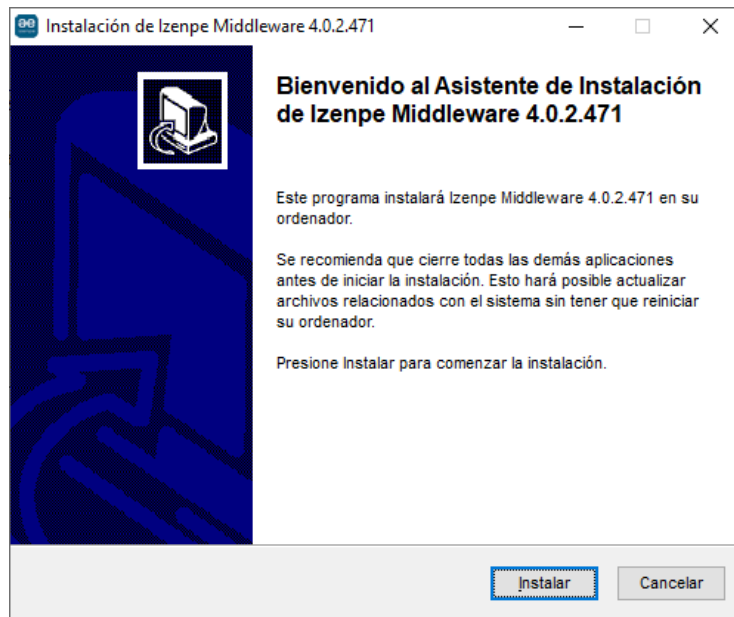 Instalación de Izenpe Middleware 4.0.2.471
Bienvenido al Asistente de Instalación
de Izenpe Middleware 4.0.2.471
Este programa instalará Izenpe Middleware 4.0.2.471 en su
ordenador.
Se recomienda que cierre todas las demás aplicaciones
antes de iniciar la instalación. Esto hará posible actualizar
archivos relacionados con el sistema sin tener que reiniciar
su ordenador.
Presione Instalar para comenzar la instalación.
Instalar
Cancelar